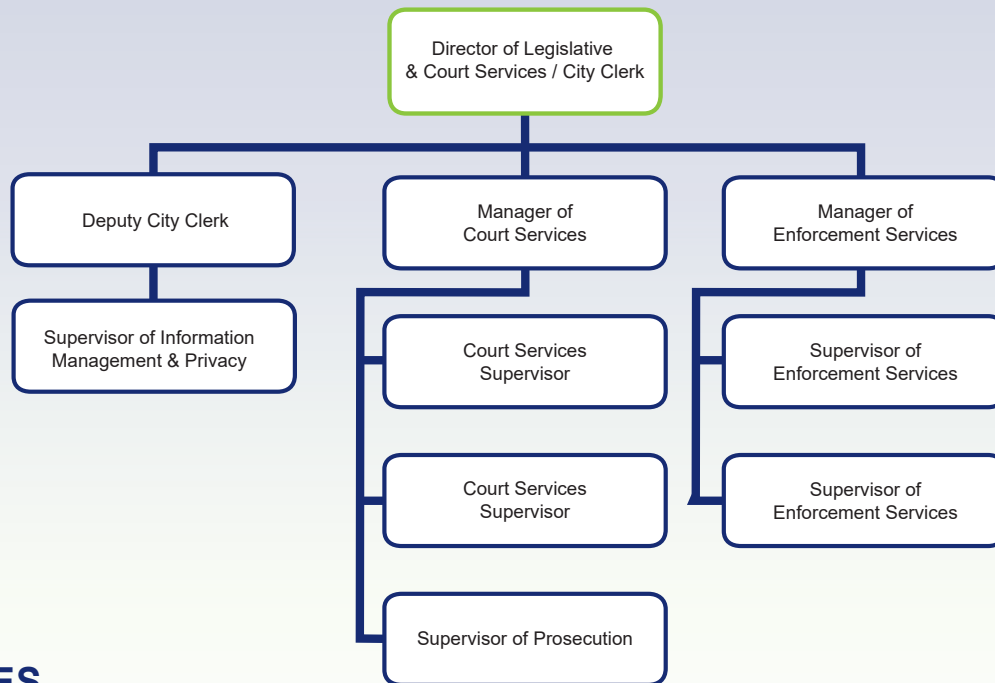 Director of Legislative
& Court Services / City Clerk
Deputy City Clerk
Manager of
Court Services
Manager of
Enforcement Services
Supervisor of Information
Management & Privacy
Court Services
Supervisor
Supervisor of
Enforcement Services
Court Services
Supervisor
Supervisor of
Enforcement Services
Supervisor of Prosecution